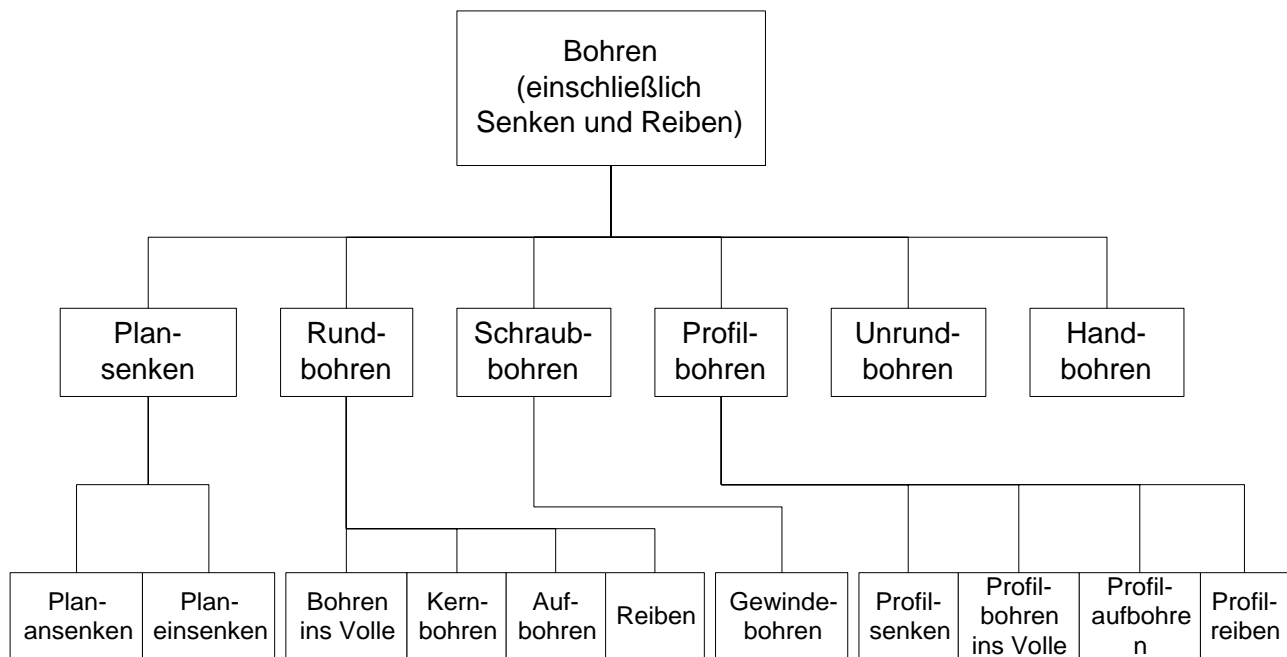 Bohren
(einschließlich
Senken und Reiben)
Plan-
senken
Rund-
bohren
Schraub-
bohren
Profil-
bohren
Unrund-
bohren
Hand-
bohren
Plan-
ansenken
Plan-
einsenken
Bohren
ins Volle
Kern-
bohren
Auf-
bohren
Reiben
Gewinde-
bohren
Profil-
senken
Profil-
bohren
ins Volle
Profil-
aufbohre
n
Profil-
reiben